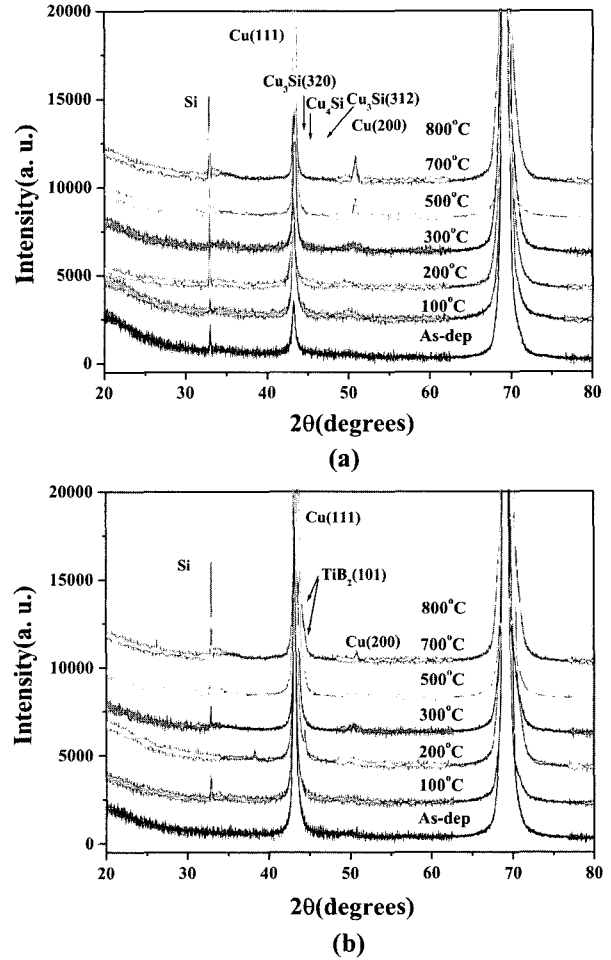 20000
Cu(111)
Cu₃Si(320)
Cu₄Si
Cu₃Si(312)
Si
15000
Cu(200)
800°C
700°C
10000
500°C
300°C
5000
200°C
100°C
As-dep
0
Intensity(a. u.)
20 30 40 50 60 70 80
2θ(degrees)
(a)
20000
Cu(111)
Si
TiB₂(101)
15000
800°C
Cu(200)
700°C
10000
500°C
300°C
5000
200°C
100°C
As-dep
0
Intensity(a. u.)
20 30 40 50 60 70 80
2θ(degrees)
(b)